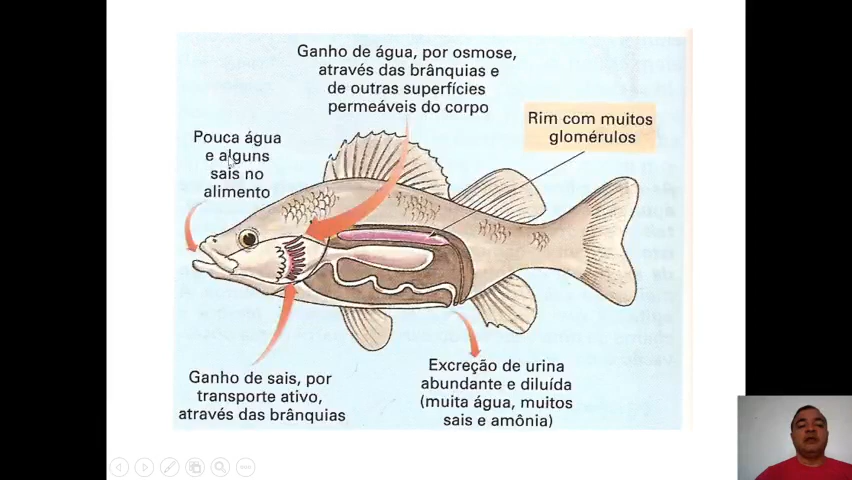 Ganho de água, por osmose,
através das brânquias e
de outras superfícies
permeáveis do corpo
Rim com muitos
glomérulos
Pouca água
e alguns
sais no
alimento
Ganho de sais, por
transporte ativo,
através das brânquias
Excreção de urina
abundante e diluída
(muita água, muitos
sais e amônia)